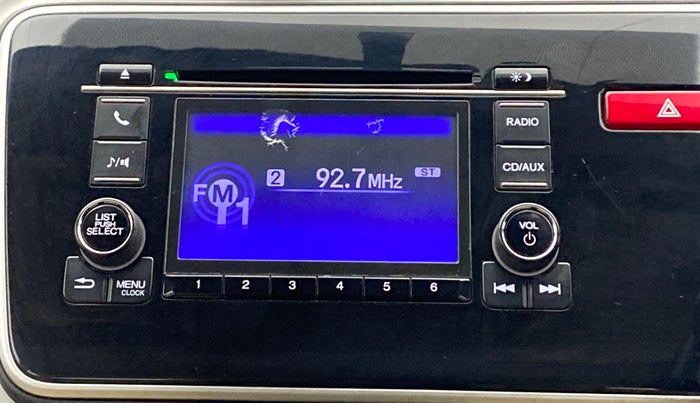 RADIO
CD/AUX
2 92.7MHz ST
FM1
LIST
PUSH
SELECT
VOL
MENU
CLOCK
1 2 3 4 5 6